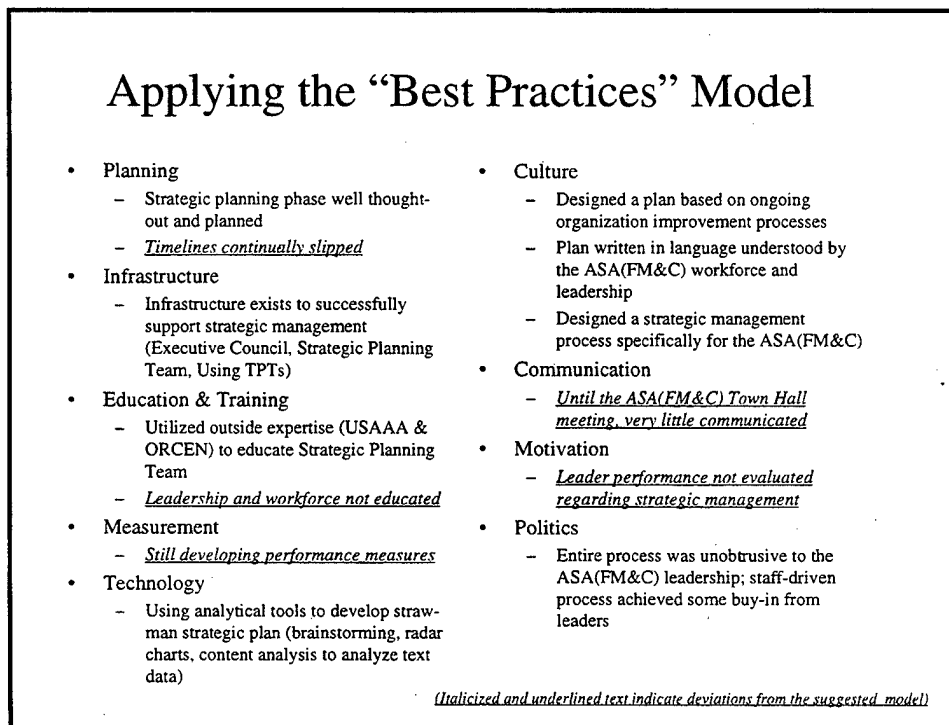 Applying the “Best Practices” Model
• Planning
– Strategic planning phase well thought-
out and planned
– Timelines continually slipped
• Infrastructure
– Infrastructure exists to successfully
support strategic management
(Executive Council, Strategic Planning
Team, Using TPTs)
• Education & Training
– Utilized outside expertise (USAAA &
ORCEN) to educate Strategic Planning
Team
– Leadership and workforce not educated
• Measurement
– Still developing performance measures
• Technology
– Using analytical tools to develop straw-
man strategic plan (brainstorming, radar
charts, content analysis to analyze text
data)
• Culture
– Designed a plan based on ongoing
organization improvement processes
– Plan written in language understood by
the ASA(FM&C) workforce and
leadership
– Designed a strategic management
process specifically for the ASA(FM&C)
• Communication
– Until the ASA(FM&C) Town Hall
meeting, very little communicated
• Motivation
– Leader performance not evaluated
regarding strategic management
• Politics
– Entire process was unobtrusive to the
ASA(FM&C) leadership; staff-driven
process achieved some buy-in from
leaders
(Italicized and underlined text indicate deviations from the suggested model)